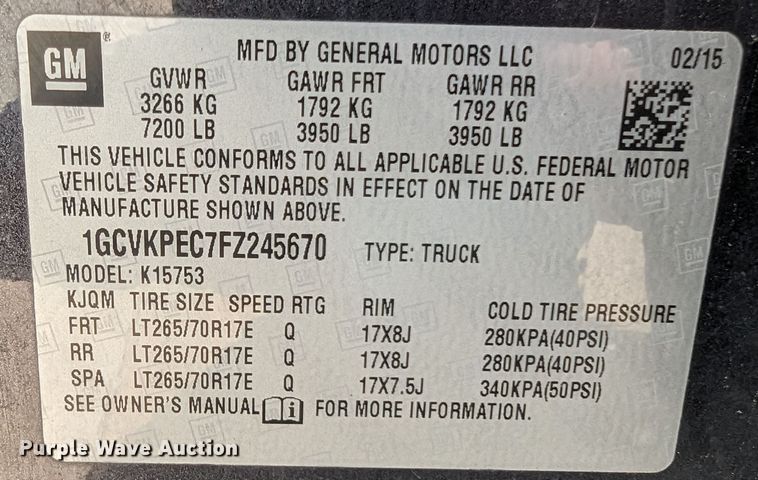 GM
MFD BY GENERAL MOTORS LLC 02/15
GVWR GAWR FRT GAWR RR
3266 KG 1792 KG 1792 KG
7200 LB 3950 LB 3950 LB
THIS VEHICLE CONFORMS TO ALL APPLICABLE U.S. FEDERAL MOTOR
VEHICLE SAFETY STANDARDS IN EFFECT ON THE DATE OF
MANUFACTURE SHOWN ABOVE.
1GCVKPEC7FZ245670 TYPE: TRUCK
MODEL: K15753
KJQM TIRE SIZE SPEED RTG RIM COLD TIRE PRESSURE
FRT LT265/70R17E Q 17X8J 280KPA(40PSI)
RR LT265/70R17E Q 17X8J 280KPA(40PSI)
SPA LT265/70R17E Q 17X7.5J 340KPA(50PSI)
SEE OWNER'S MANUAL i FOR MORE INFORMATION.
Purple Wave Auction